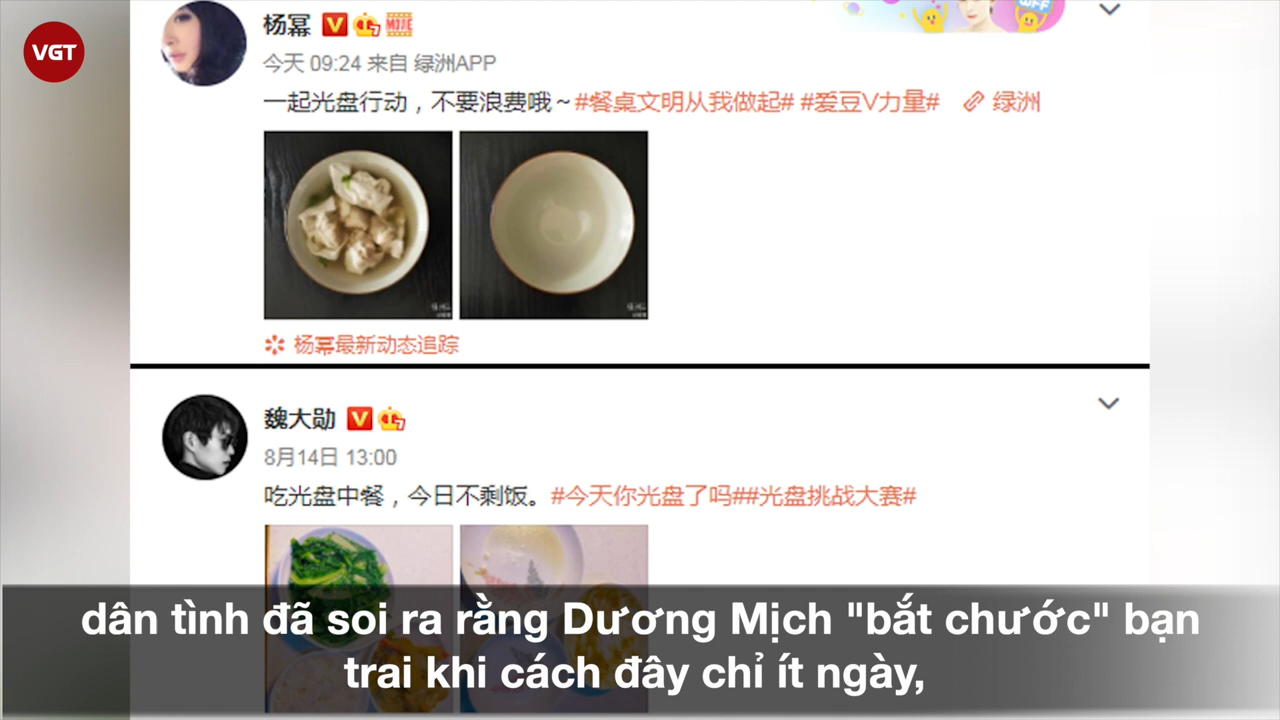 VGT
杨幂
今天 09:24 来自 绿洲APP
一起光盘行动，不要浪费哦~#餐桌文明从我做起# #爱豆V力量# 绿洲
杨幂最新动态追踪
魏大勋
8月14日 13:00
吃光盘中餐，今日不剩饭。#今天你光盘了吗##光盘挑战大赛#
dân tình đã soi ra rằng Dương Mịch "bắt chước" bạn
trai khi cách đây chỉ ít ngày,